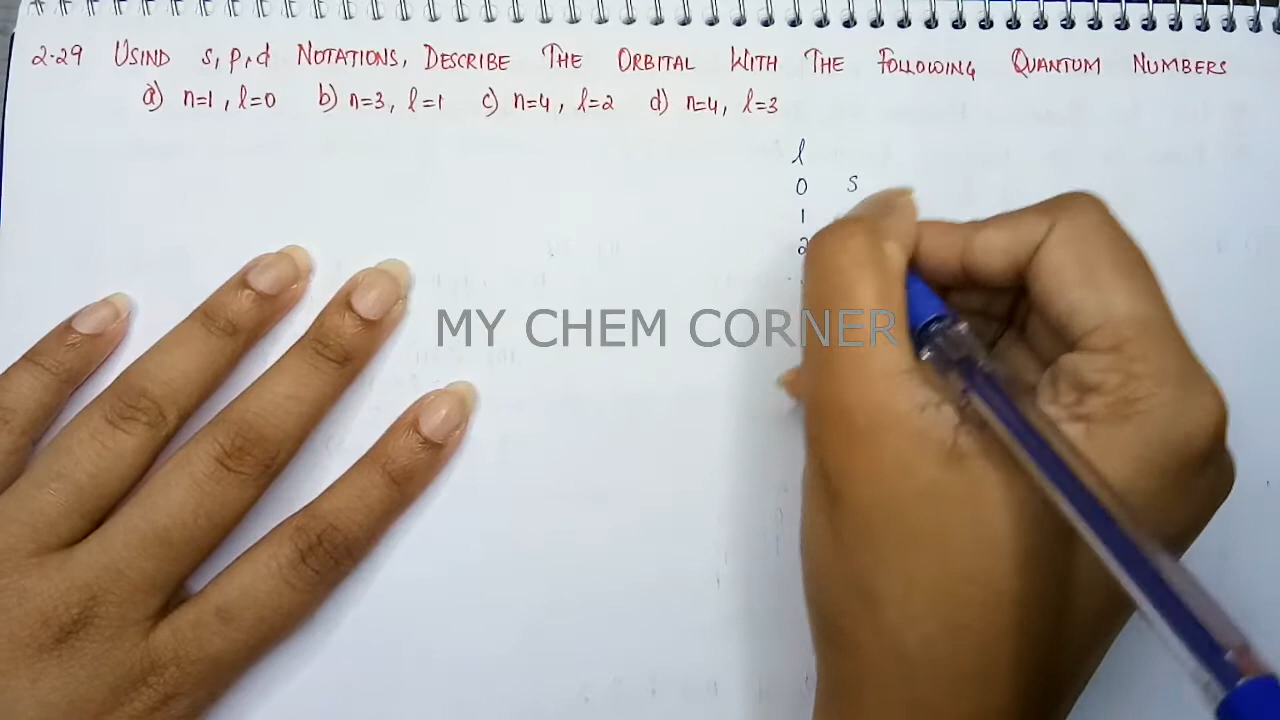 2.29 USIND s, p, d NOTATIONS, DESCRIBE THE ORBITAL WITH THE FOLLOWING QUANTUM NUMBERS
a) n=1, l=0 b) n=3, l=1 c) n=4, l=2 d) n=4, l=3
l
0 s
1
2
MY CHEM CORNER